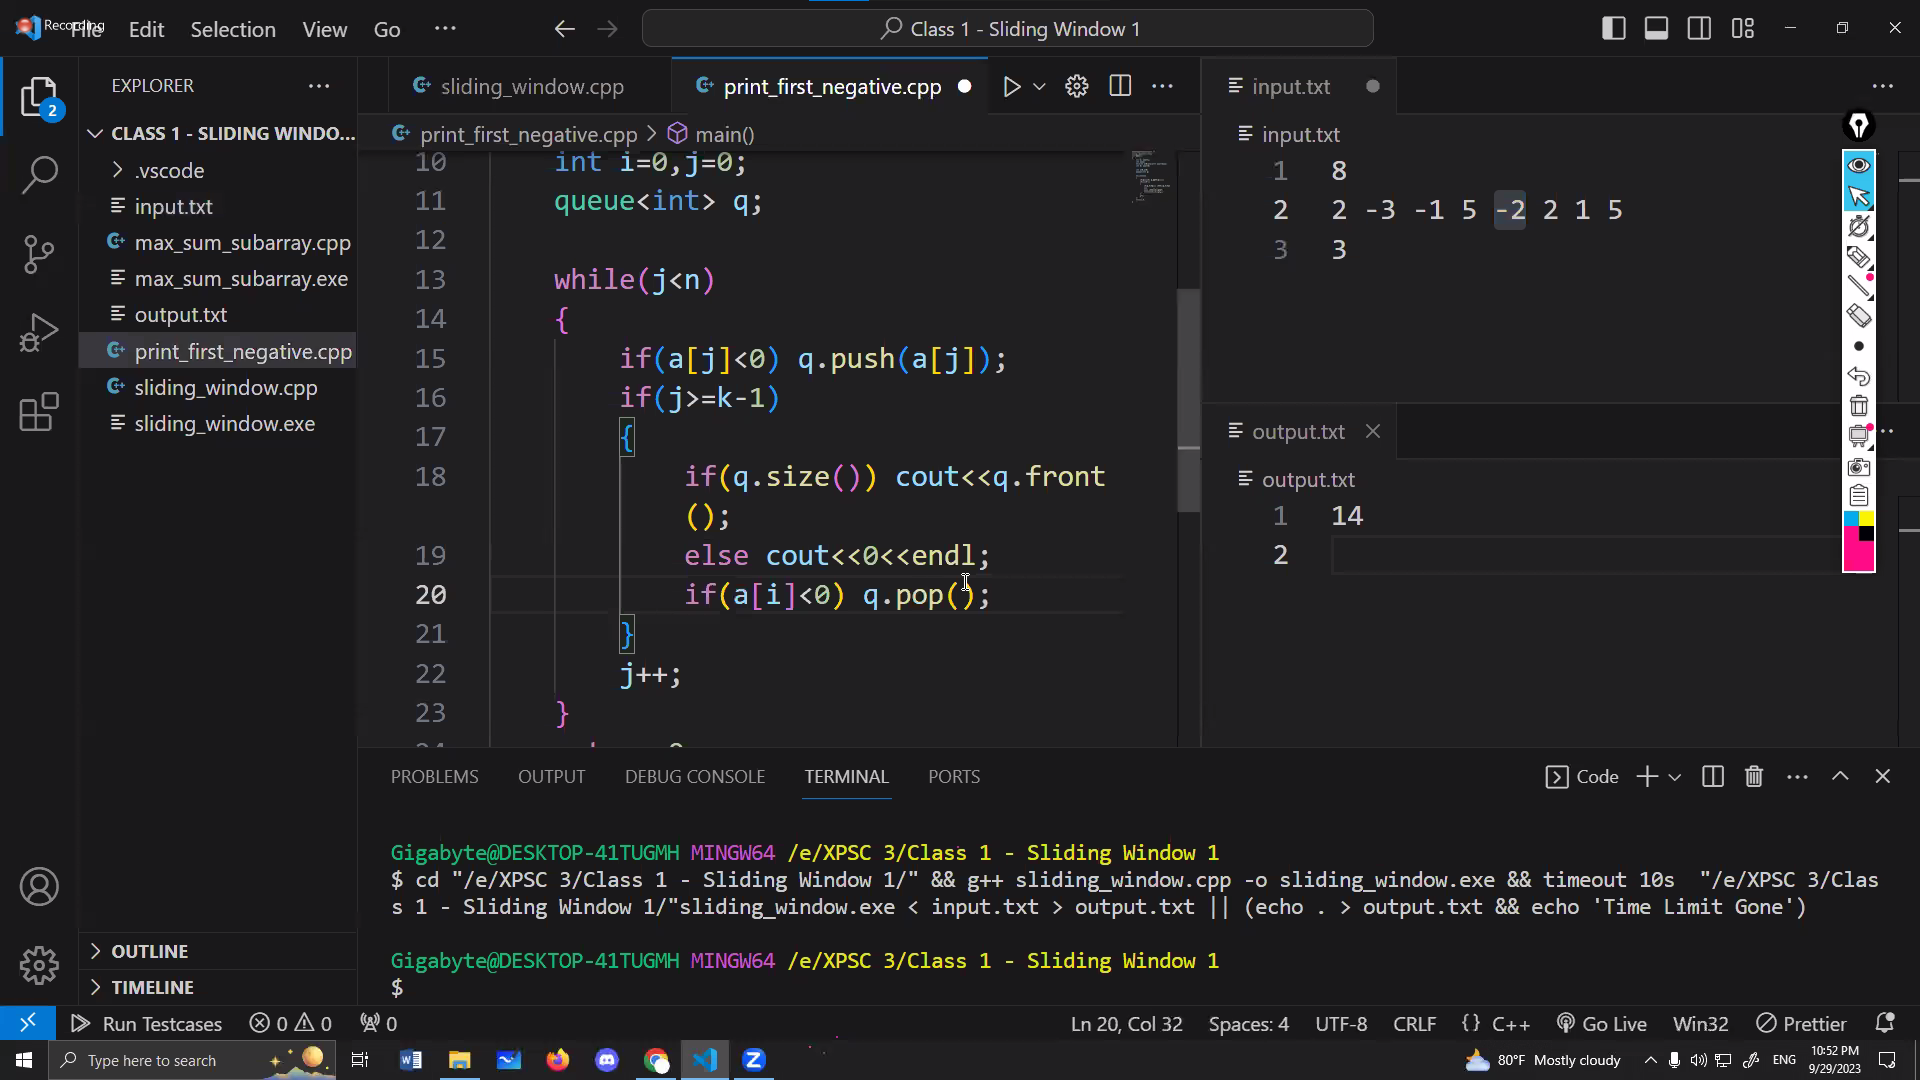 Recording
File Edit Selection View Go ...
Class 1 - Sliding Window 1
EXPLORER
CLASS 1 - SLIDING WINDO...
.vscode
input.txt
max_sum_subarray.cpp
max_sum_subarray.exe
output.txt
print_first_negative.cpp
sliding_window.cpp
sliding_window.exe
OUTLINE
TIMELINE
2
sliding_window.cpp
print_first_negative.cpp
print_first_negative.cpp > main()
10 int i=0,j=0;
11 queue<int> q;
12
13 while(j<n)
14 {
15 if(a[j]<0) q.push(a[j]);
16 if(j>=k-1)
17 {
18 if(q.size()) cout<<q.front
();
19 else cout<<0<<endl;
20 if(a[i]<0) q.pop();
21 }
22 j++;
23 }
input.txt
input.txt
1 8
2 2 -3 -1 5 -2 2 1 5
3 3
output.txt
output.txt
1 14
2
PROBLEMS OUTPUT DEBUG CONSOLE TERMINAL PORTS
Code
Gigabyte@DESKTOP-41TUGMH MINGW64 /e/XPSC 3/Class 1 - Sliding Window 1
$ cd "/e/XPSC 3/Class 1 - Sliding Window 1/" && g++ sliding_window.cpp -o sliding_window.exe && timeout 10s "/e/XPSC 3/Clas
s 1 - Sliding Window 1/"sliding_window.exe < input.txt > output.txt || (echo . > output.txt && echo 'Time Limit Gone')
Gigabyte@DESKTOP-41TUGMH MINGW64 /e/XPSC 3/Class 1 - Sliding Window 1
$
Run Testcases 0 0 0
Ln 20, Col 32 Spaces: 4 UTF-8 CRLF {} C++ Go Live Win32 Prettier
Type here to search
80°F Mostly cloudy
ENG
10:52 PM
9/29/2023